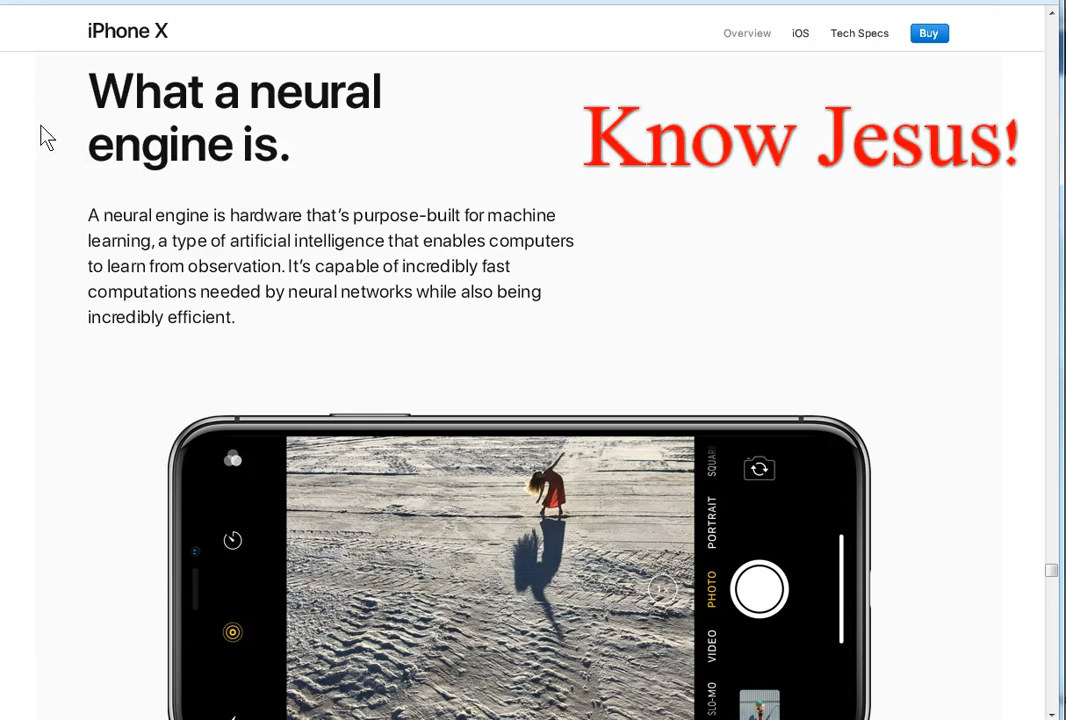 iPhone X
Overview iOS Tech Specs Buy
What a neural
engine is.
Know Jesus!
A neural engine is hardware that's purpose-built for machine
learning, a type of artificial intelligence that enables computers
to learn from observation. It's capable of incredibly fast
computations needed by neural networks while also being
incredibly efficient.
SQUARE
PORTRAIT
PHOTO
VIDEO
SLO-MO